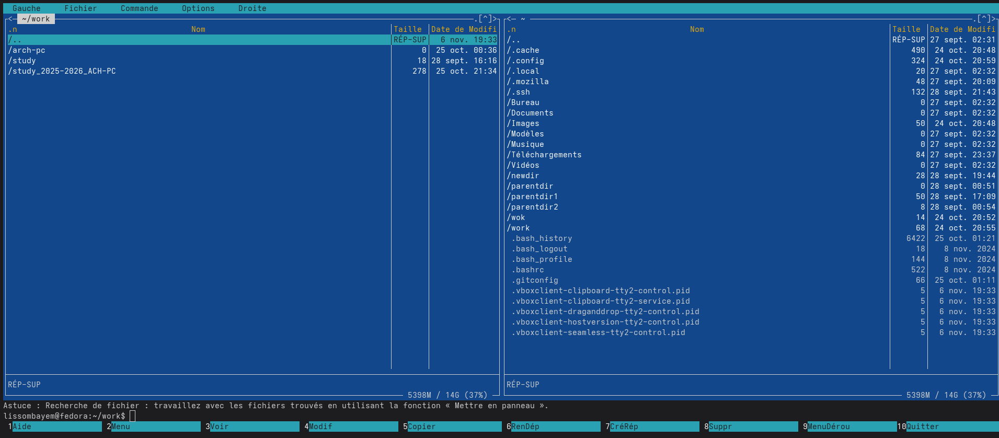 Gauche Fichier Commande Options Droite
<─ ~/work .[^]> <─ ~ .[^]>
.n Nom Taille Date de Modifi .n Nom Taille Date de Modifi
/.. RÉP-SUP 6 nov. 19:33 /.. RÉP-SUP 27 sept. 02:31
/arch-pc 0 25 oct. 00:36 /.cache 490 24 oct. 20:48
/study 18 28 sept. 16:16 /.config 324 24 oct. 20:59
/study_2025-2026_ACH-PC 278 25 oct. 21:34 /.local 20 27 sept. 02:32
/.mozilla 48 27 sept. 20:09
/.ssh 132 28 sept. 21:43
/Bureau 0 27 sept. 02:32
/Documents 0 27 sept. 02:32
/Images 50 24 oct. 20:48
/Modèles 0 27 sept. 02:32
/Musique 0 27 sept. 02:32
/Téléchargements 84 27 sept. 23:37
/Vidéos 0 27 sept. 02:32
/newdir 28 28 sept. 19:44
/parentdir 0 28 sept. 00:51
/parentdir1 50 28 sept. 17:09
/parentdir2 8 28 sept. 00:54
/wok 14 24 oct. 20:52
/work 68 24 oct. 20:55
.bash_history 6422 25 oct. 01:21
.bash_logout 18 8 nov. 2024
.bash_profile 144 8 nov. 2024
.bashrc 522 8 nov. 2024
.gitconfig 66 25 oct. 01:11
.vboxclient-clipboard-tty2-control.pid 5 6 nov. 19:33
.vboxclient-clipboard-tty2-service.pid 5 6 nov. 19:33
.vboxclient-draganddrop-tty2-control.pid 5 6 nov. 19:33
.vboxclient-hostversion-tty2-control.pid 5 6 nov. 19:33
.vboxclient-seamless-tty2-control.pid 5 6 nov. 19:33
RÉP-SUP RÉP-SUP
5398M / 14G (37%) 5398M / 14G (37%)
Astuce : Recherche de fichier : travaillez avec les fichiers trouvés en utilisant la fonction « Mettre en panneau ».
lissombayem@fedora:~/work$
1Aide 2Menu 3Voir 4Modif 5Copier 6RenDép 7CréRép 8Suppr 9MenuDérou 10Quitter